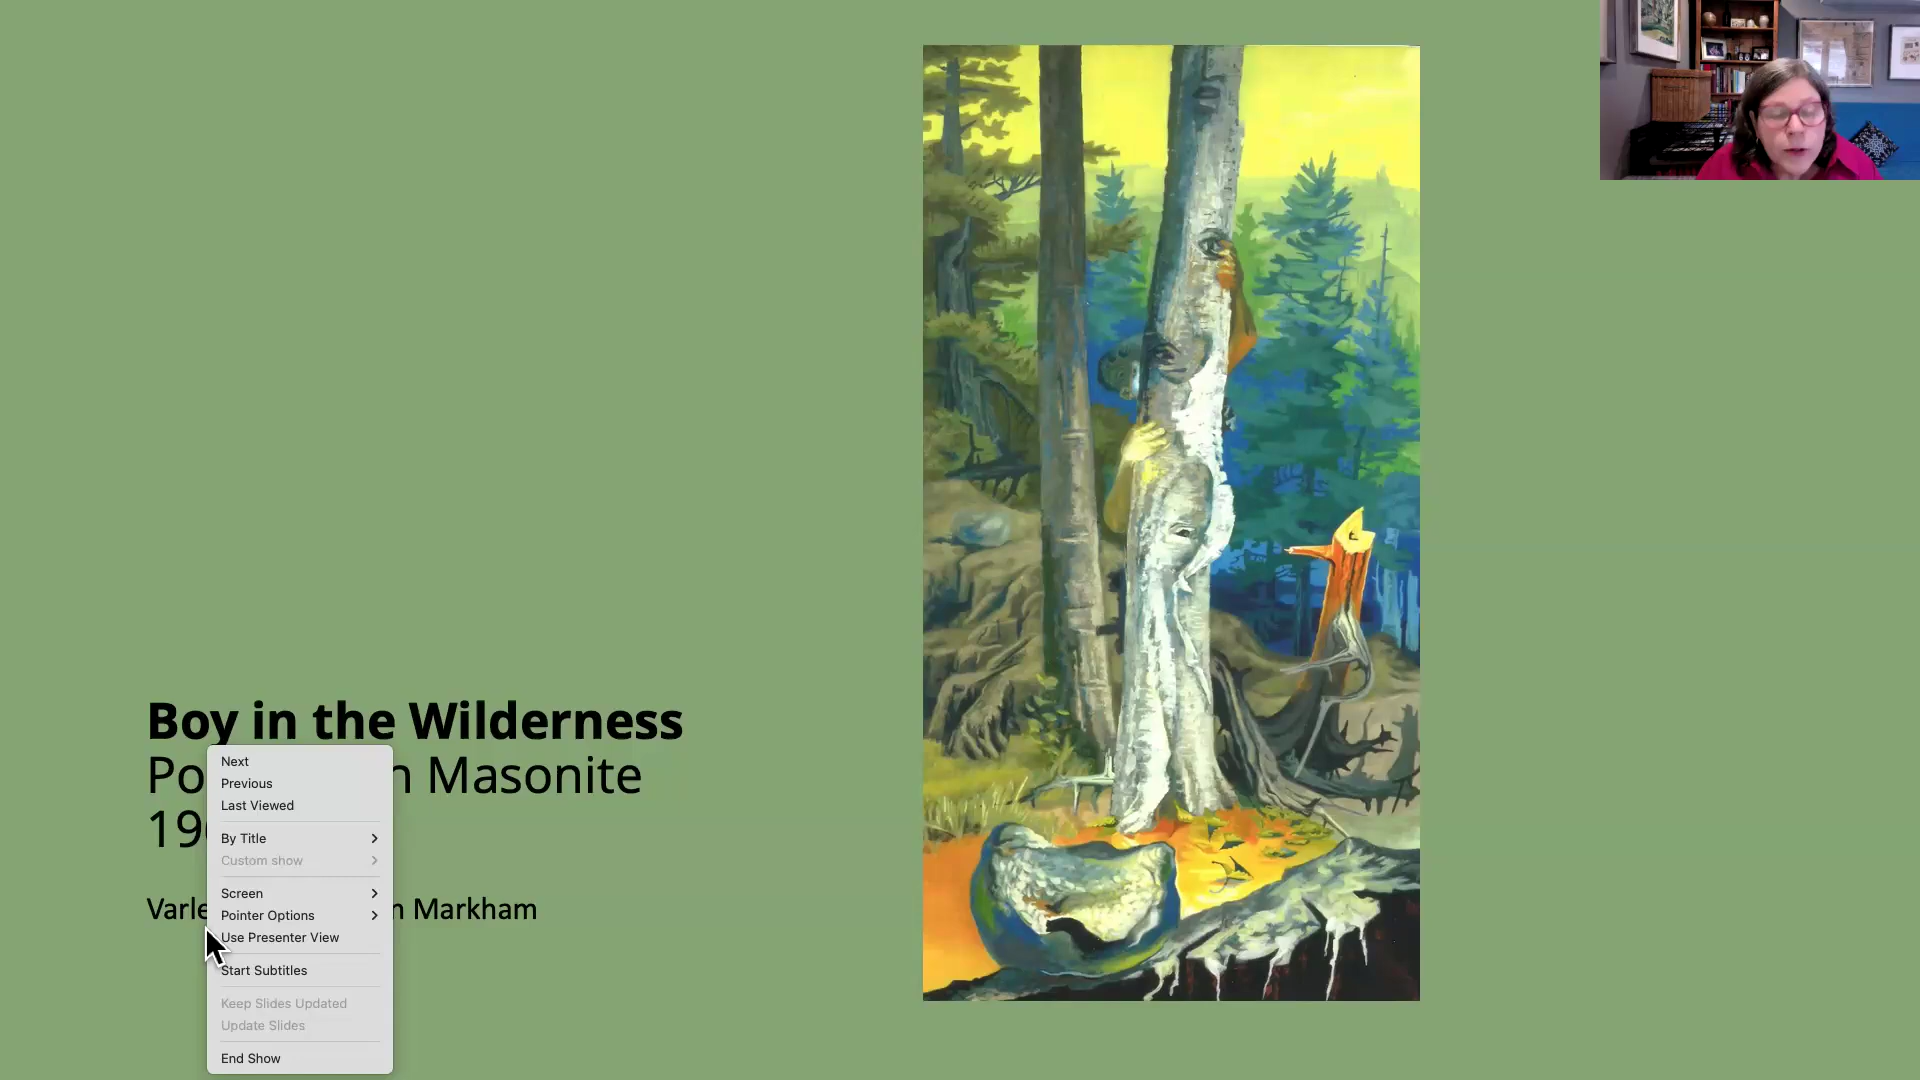 Boy in the Wilderness
Po n Masonite
19
Varle n Markham
Next
Previous
Last Viewed
By Title
Custom show
Screen
Pointer Options
Use Presenter View
Start Subtitles
Keep Slides Updated
Update Slides
End Show